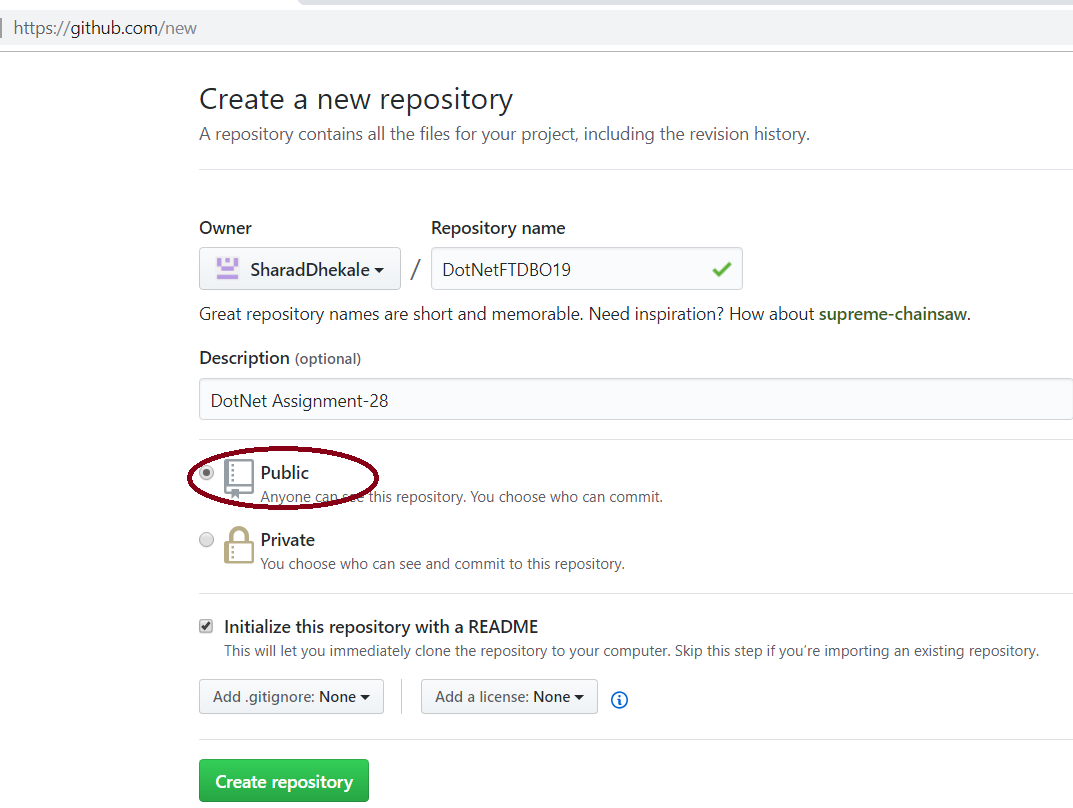 https://github.com/new
Create a new repository
A repository contains all the files for your project, including the revision history.
Owner Repository name
SharadDhekale / DotNetFTDBO19
Great repository names are short and memorable. Need inspiration? How about supreme-chainsaw.
Description (optional)
DotNet Assignment-28
Public
Anyone can see this repository. You choose who can commit.
Private
You choose who can see and commit to this repository.
Initialize this repository with a README
This will let you immediately clone the repository to your computer. Skip this step if you’re importing an existing repository.
Add .gitignore: None Add a license: None
Create repository